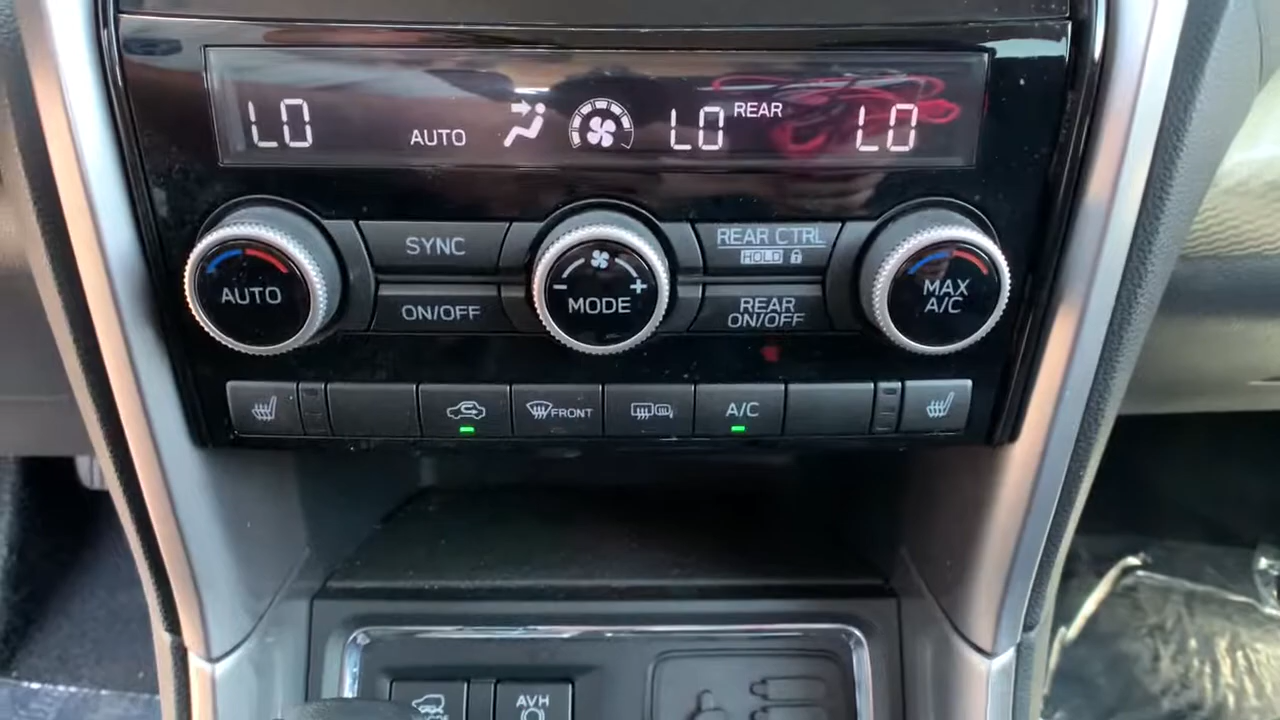 LO AUTO LO REAR LO
SYNC
REAR CTRL
HOLD
AUTO
ON/OFF
- MODE +
REAR
ON/OFF
MAX
A/C
FRONT
A/C
AVH